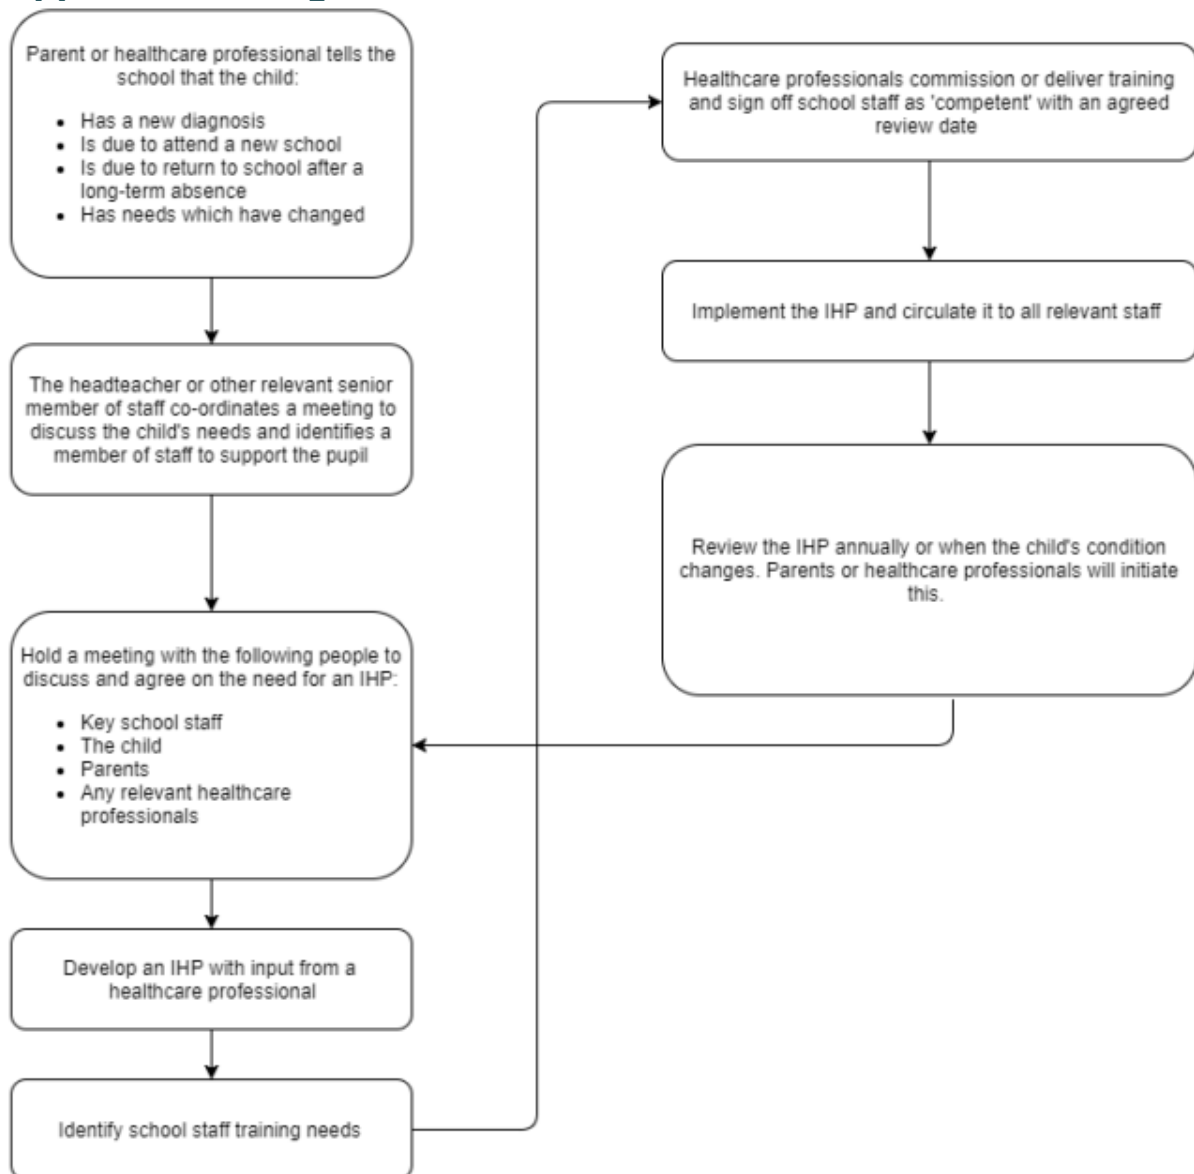 Parent or healthcare professional tells the
school that the child:
• Has a new diagnosis
• Is due to attend a new school
• Is due to return to school after a
long-term absence
• Has needs which have changed
The headteacher or other relevant senior
member of staff co-ordinates a meeting to
discuss the child's needs and identifies a
member of staff to support the pupil
Hold a meeting with the following people to
discuss and agree on the need for an IHP:
• Key school staff
• The child
• Parents
• Any relevant healthcare
professionals
Develop an IHP with input from a
healthcare professional
Identify school staff training needs
Healthcare professionals commission or deliver training
and sign off school staff as 'competent' with an agreed
review date
Implement the IHP and circulate it to all relevant staff
Review the IHP annually or when the child's condition
changes. Parents or healthcare professionals will initiate
this.